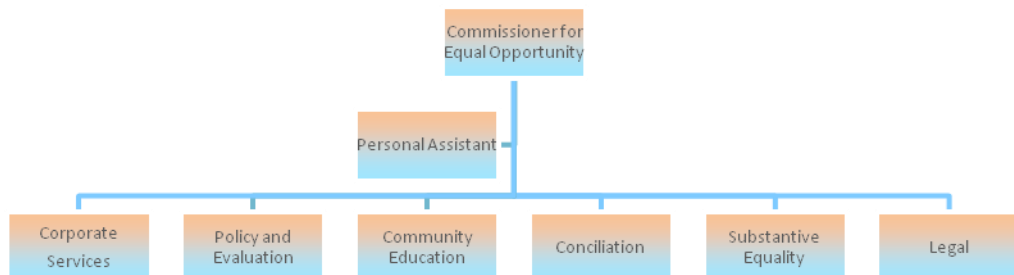 Commissioner for
Equal Opportunity
Personal Assistant
Corporate
Services
Policy and
Evaluation
Community
Education
Conciliation
Substantive
Equality
Legal